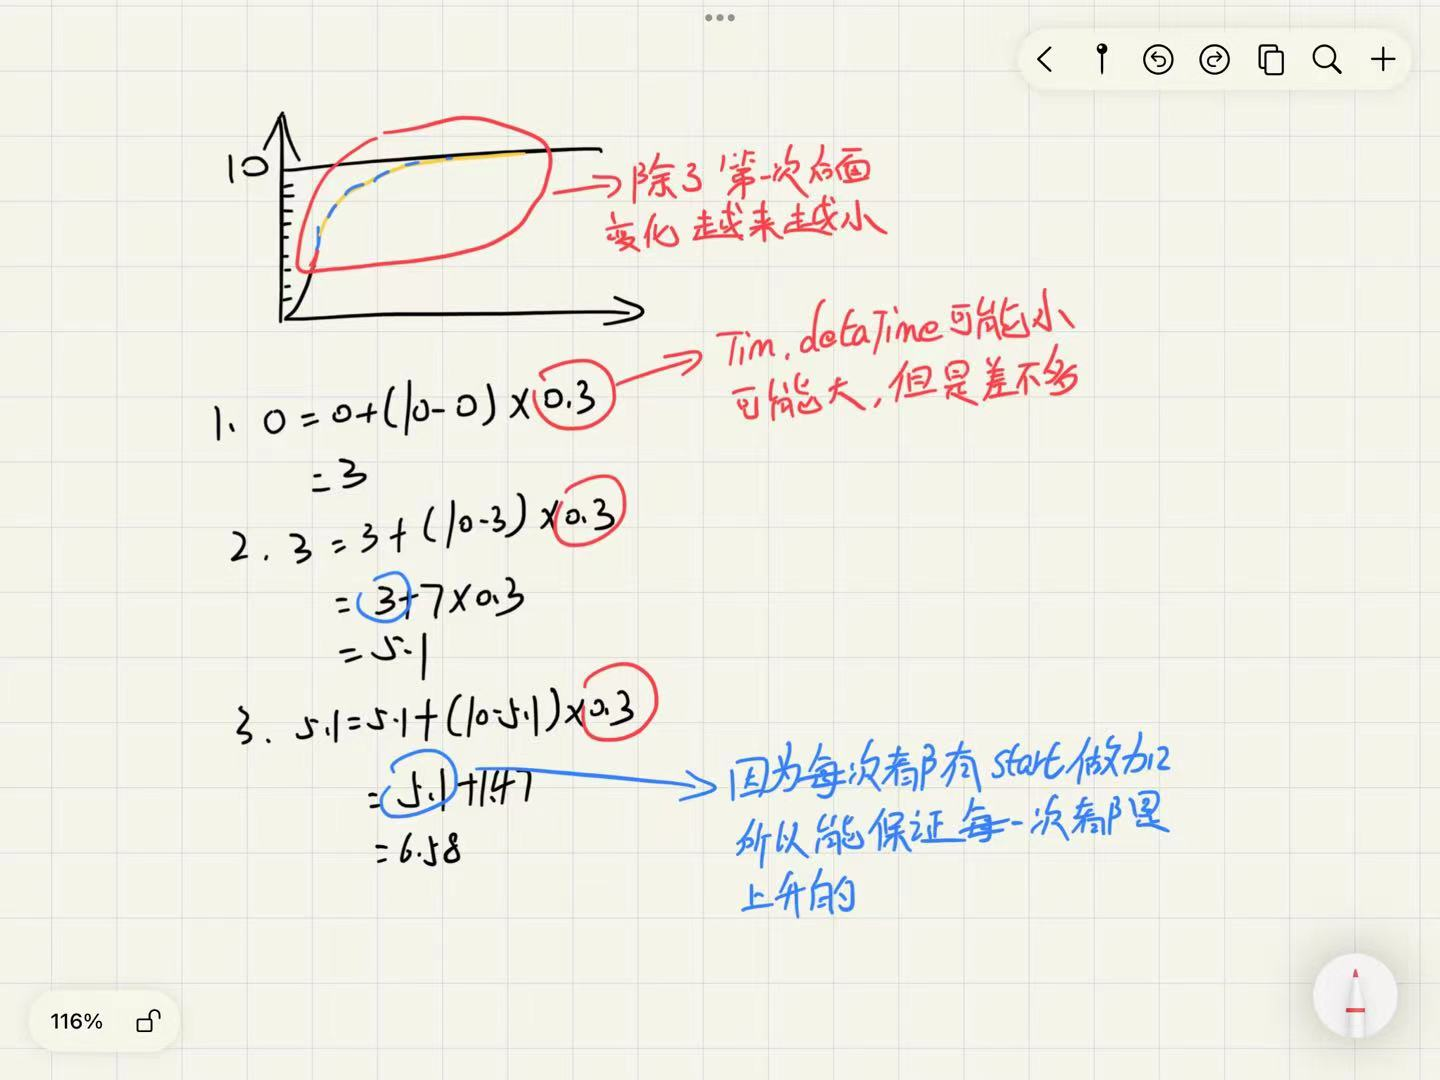 10
除了第一次后面
变化越来越小
Tim.detaTime可能小
可能大,但是差不多
1. 0=0+(10-0)×0.3
=3
2. 3=3+(10-3)×0.3
=3+7×0.3
=5.1
3. 5.1=5.1+(10-5.1)×0.3
=5.1+1.47
=6.58
因为每次都有start做加
所以能保证每一次都是
上升的
116%